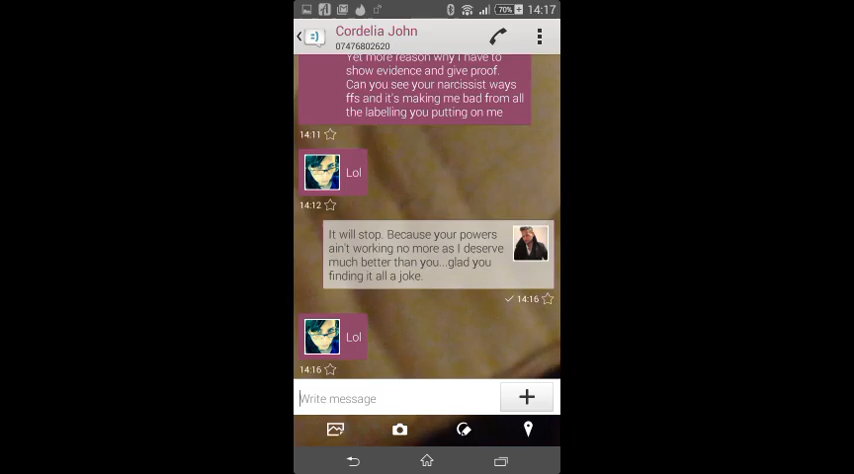 70%
14:17
Cordelia John
07476802620
Yet more reason why I have to
show evidence and give proof.
Can you see your narcissist ways
ffs and it's making me bad from all
the labelling you putting on me
14:11
Lol
14:12
It will stop. Because your powers
ain't working no more as I deserve
much better than you...glad you
finding it all a joke.
14:16
Lol
14:16
Write message